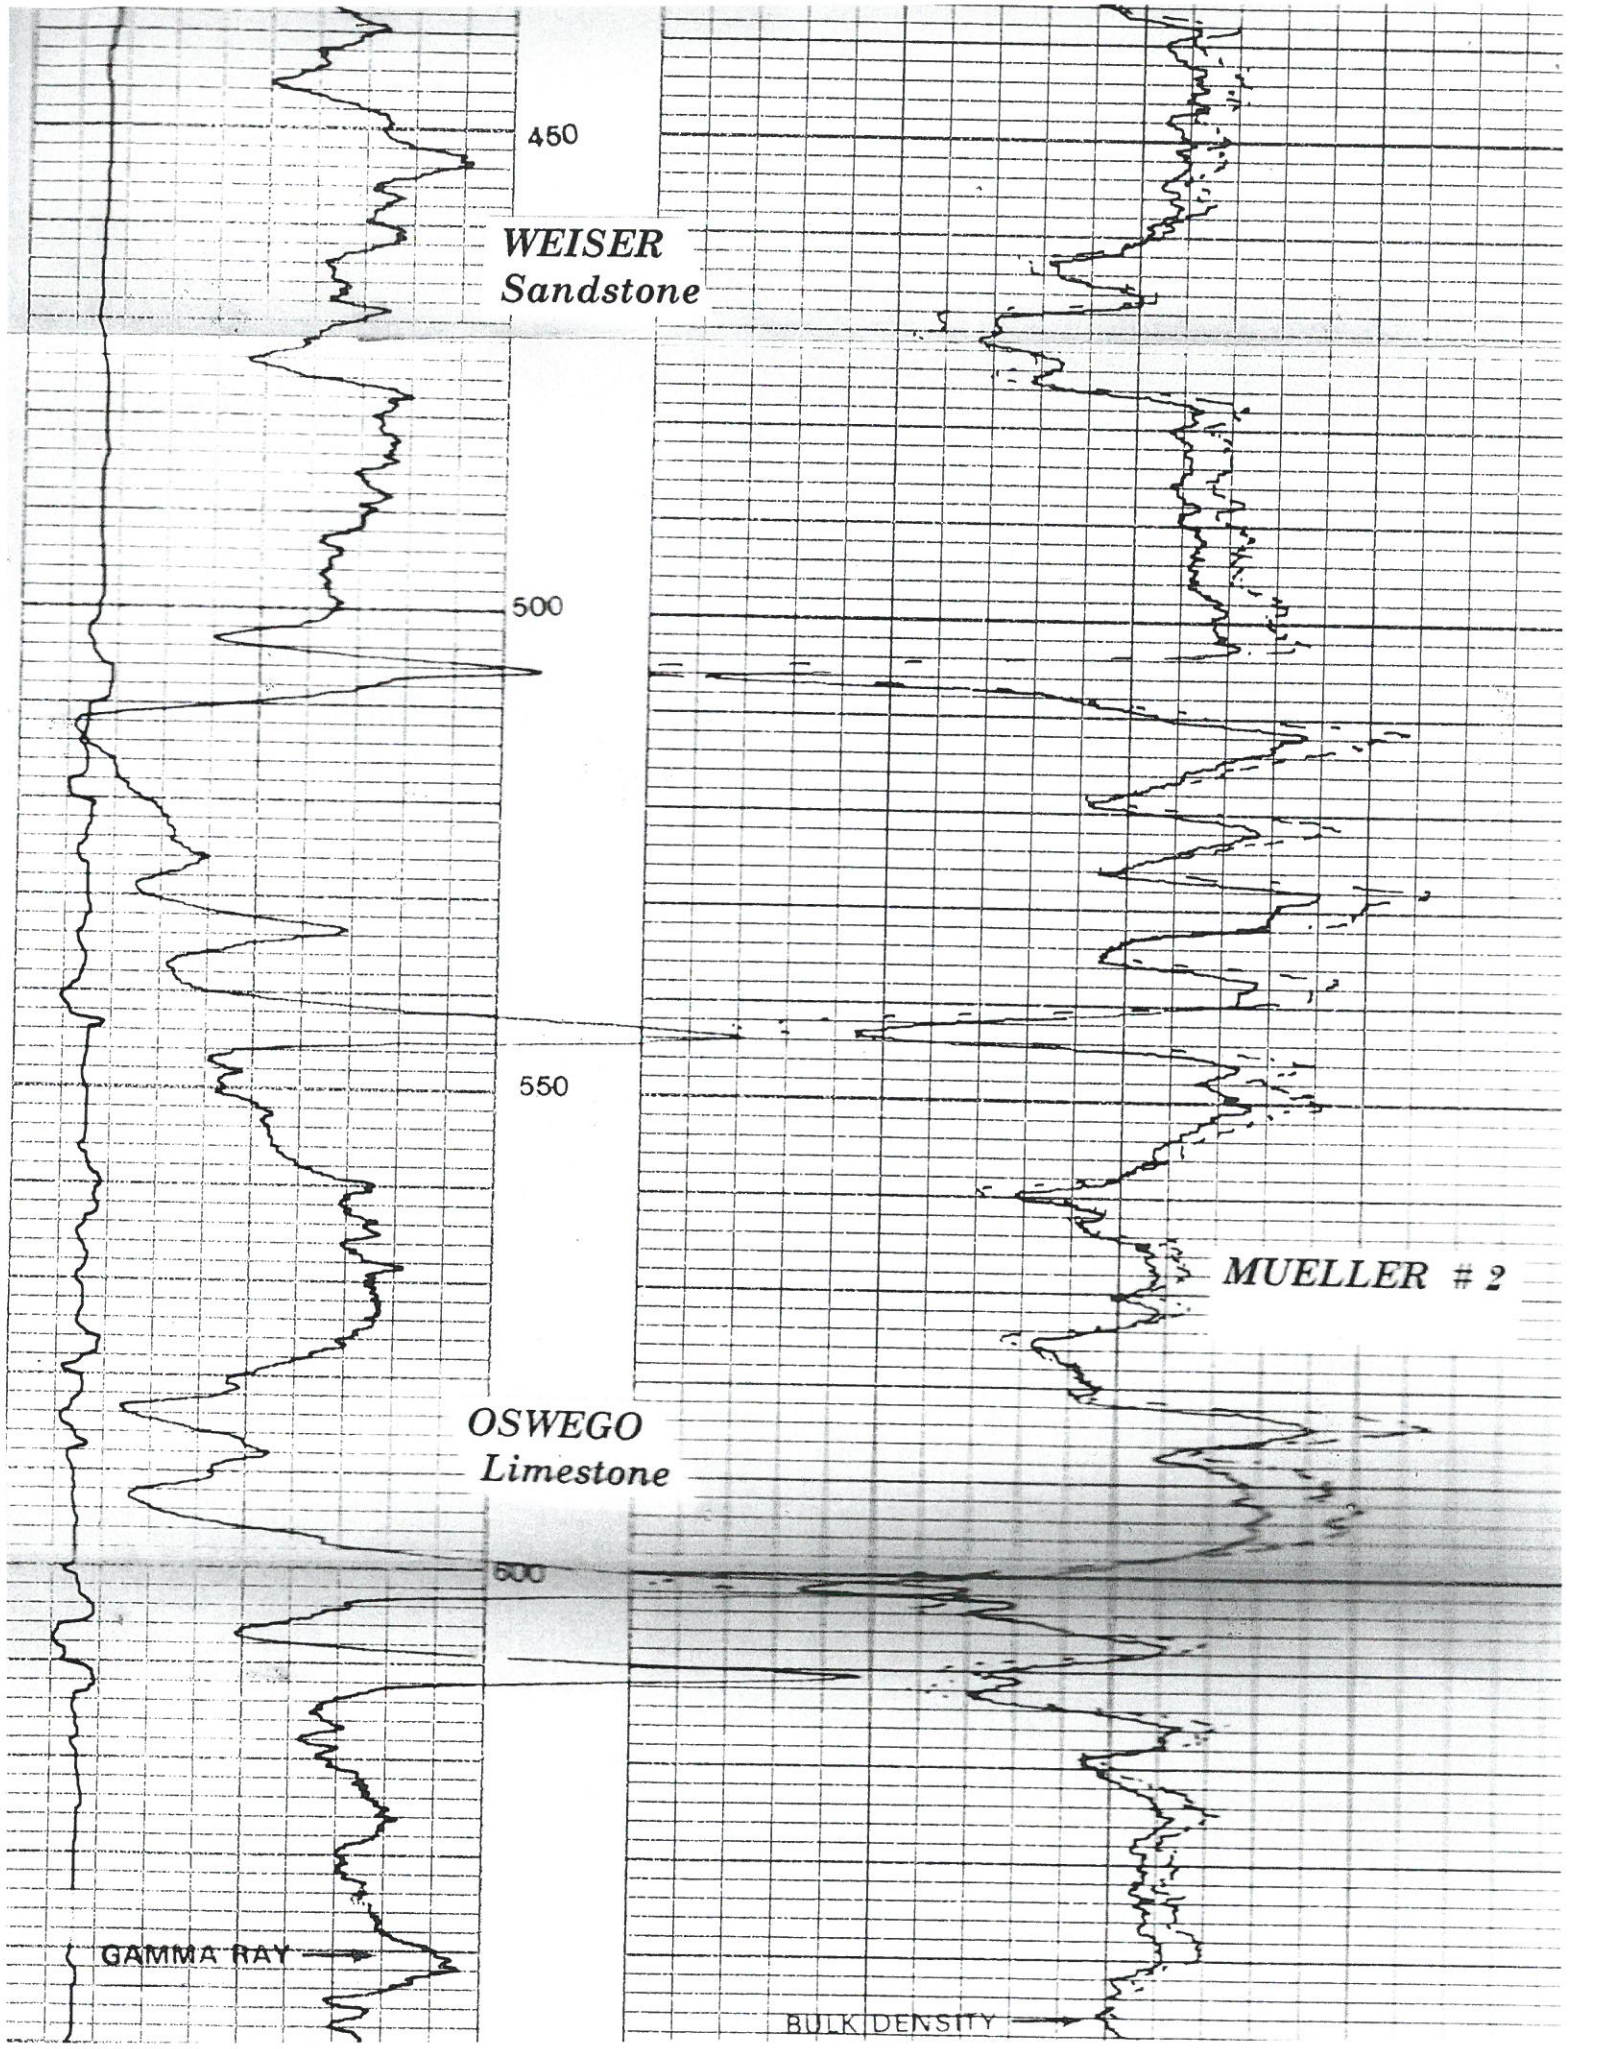 450
WEISER
Sandstone
500
550
MUELLER # 2
OSWEGO
Limestone
600
GAMMA RAY
BULK DENSITY